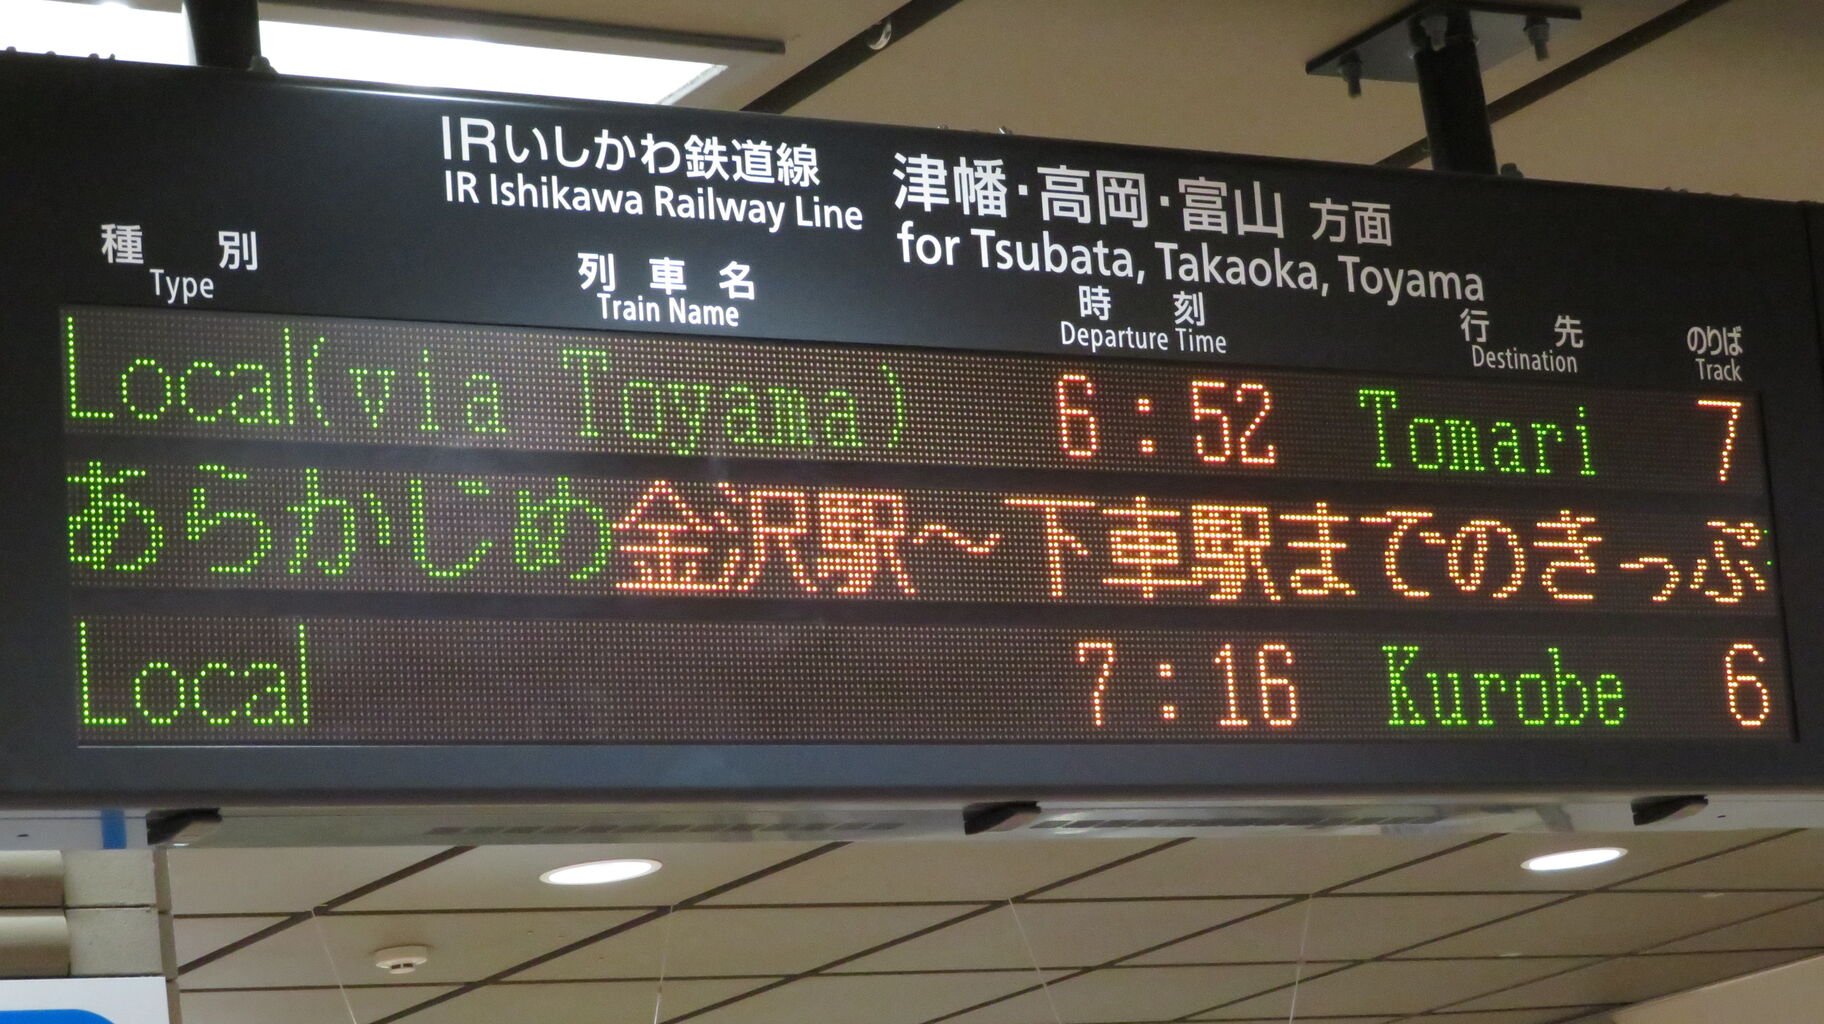 IRいしかわ鉄道線 津幡・高岡・富山 方面
IR Ishikawa Railway Line for Tsubata, Takaoka, Toyama
種別 列車名 時刻 行先 のりば
Type Train Name Departure Time Destination Track
Local(via Toyama) 6:52 Tomari 7
あらかじめ金沢駅~下車駅までのきっぷ
Local 7:16 Kurobe 6